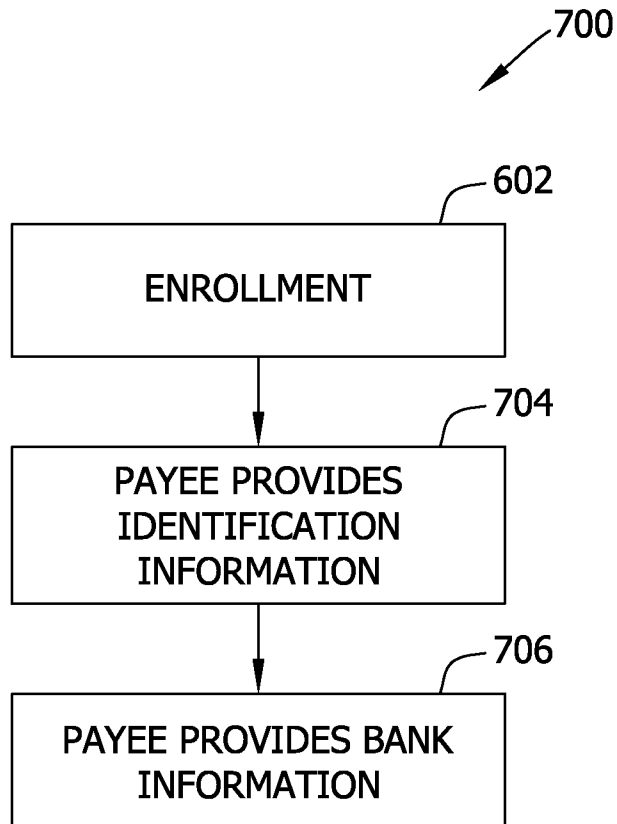 700
602
ENROLLMENT
704
PAYEE PROVIDES
IDENTIFICATION
INFORMATION
706
PAYEE PROVIDES BANK
INFORMATION